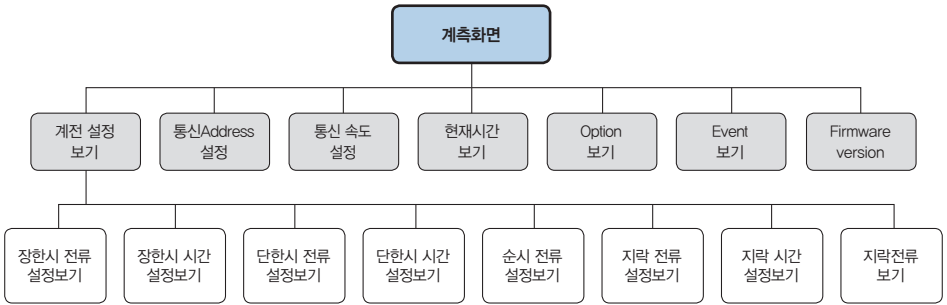 계측화면
계전 설정
보기
통신Address
설정
통신 속도
설정
현재시간
보기
Option
보기
Event
보기
Firmware
version
장한시 전류
설정보기
장한시 시간
설정보기
단한시 전류
설정보기
단한시 시간
설정보기
순시 전류
설정보기
지락 전류
설정보기
지락 시간
설정보기
지락전류
보기